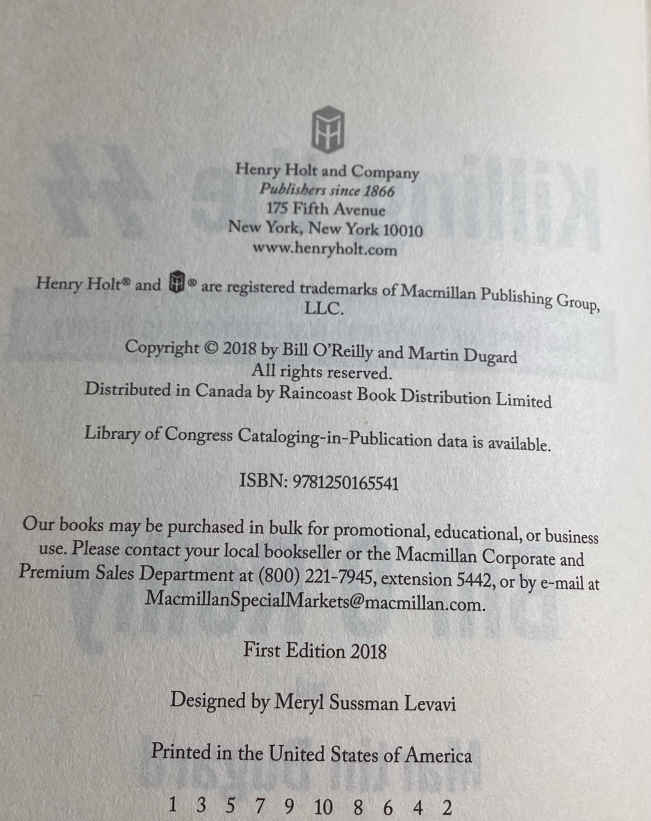 Henry Holt and Company
Publishers since 1866
175 Fifth Avenue
New York, New York 10010
www.henryholt.com
Henry Holt® and ® are registered trademarks of Macmillan Publishing Group,
LLC.
Copyright © 2018 by Bill O'Reilly and Martin Dugard
All rights reserved.
Distributed in Canada by Raincoast Book Distribution Limited
Library of Congress Cataloging-in-Publication data is available.
ISBN: 9781250165541
Our books may be purchased in bulk for promotional, educational, or business
use. Please contact your local bookseller or the Macmillan Corporate and
Premium Sales Department at (800) 221-7945, extension 5442, or by e-mail at
MacmillanSpecialMarkets@macmillan.com.
First Edition 2018
Designed by Meryl Sussman Levavi
Printed in the United States of America
1 3 5 7 9 10 8 6 4 2